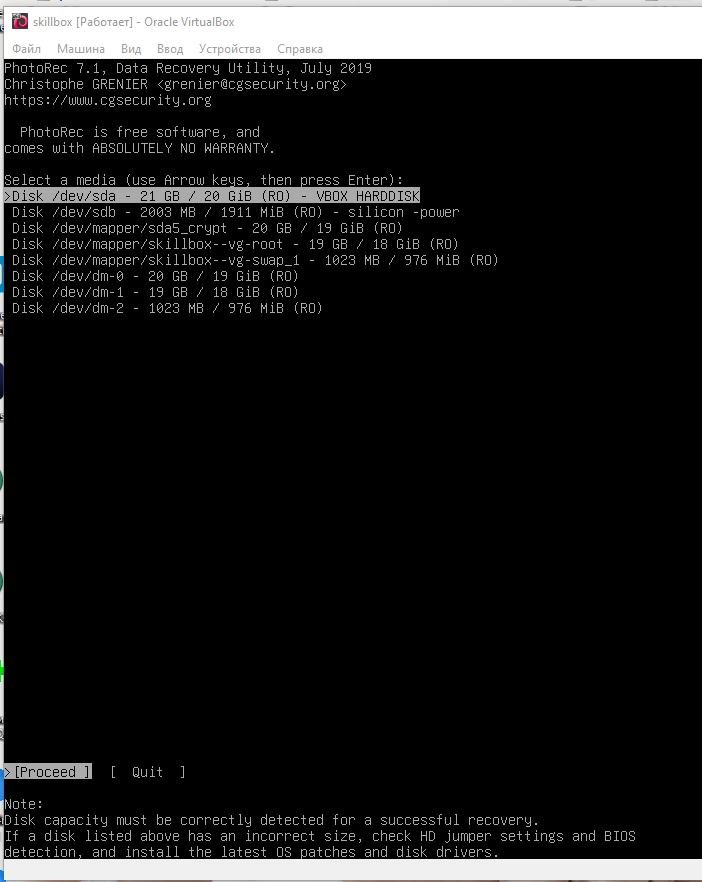 skillbox [Работает] - Oracle VirtualBox
Файл Машина Вид Ввод Устройства Справка
PhotoRec 7.1, Data Recovery Utility, July 2019
Christophe GRENIER <grenier@cgsecurity.org>
https://www.cgsecurity.org
PhotoRec is free software, and
comes with ABSOLUTELY NO WARRANTY.
Select a media (use Arrow keys, then press Enter):
>Disk /dev/sda - 21 GB / 20 GiB (RO) - VBOX HARDDISK
Disk /dev/sdb - 2003 MB / 1911 MiB (RO) - silicon -power
Disk /dev/mapper/sda5_crypt - 20 GB / 19 GiB (RO)
Disk /dev/mapper/skillbox--vg-root - 19 GB / 18 GiB (RO)
Disk /dev/mapper/skillbox--vg-swap_1 - 1023 MB / 976 MiB (RO)
Disk /dev/dm-0 - 20 GB / 19 GiB (RO)
Disk /dev/dm-1 - 19 GB / 18 GiB (RO)
Disk /dev/dm-2 - 1023 MB / 976 MiB (RO)
>[Proceed ] [ Quit ]
Note:
Disk capacity must be correctly detected for a successful recovery.
If a disk listed above has an incorrect size, check HD jumper settings and BIOS
detection, and install the latest OS patches and disk drivers.